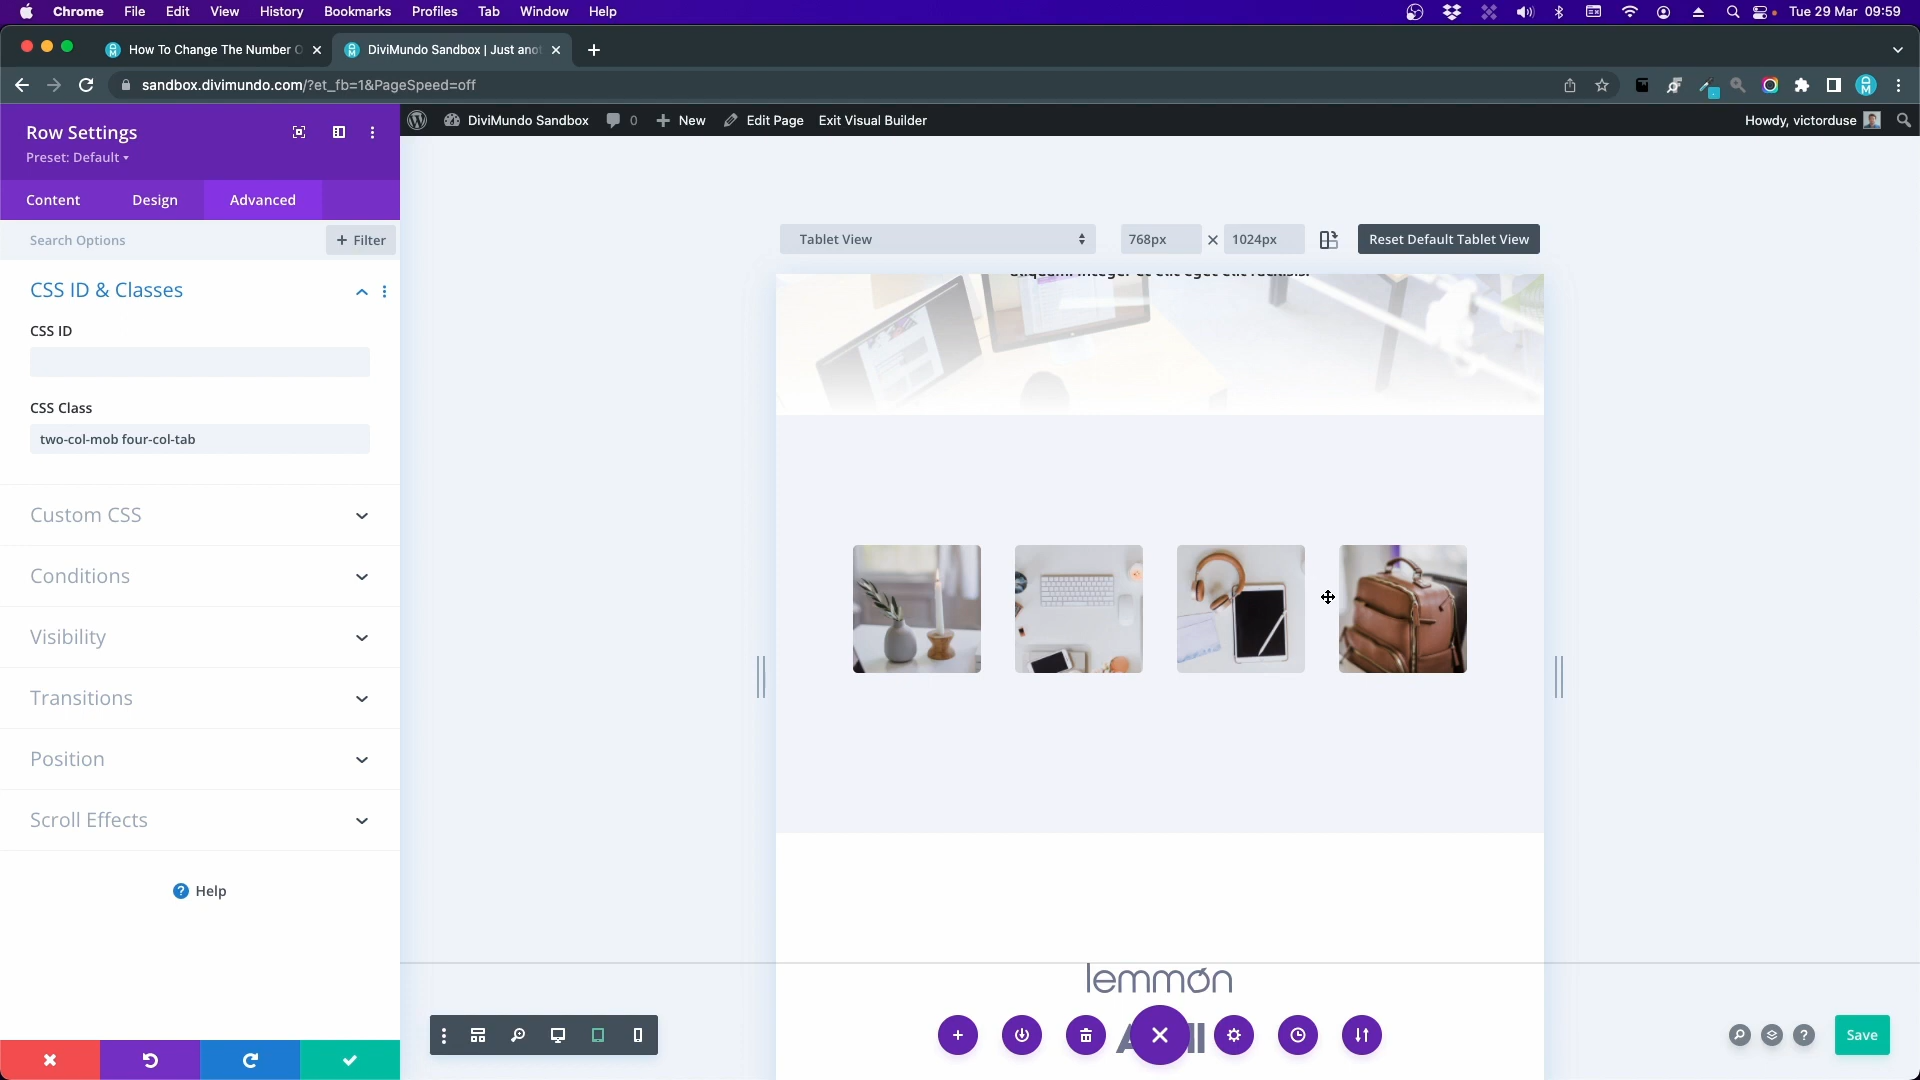 Chrome File Edit View History Bookmarks Profiles Tab Window Help Tue 29 Mar 09:59
How To Change The Number O
DiviMundo Sandbox | Just anot
sandbox.divimundo.com/?et_fb=1&PageSpeed=off
DiviMundo Sandbox 0 New Edit Page Exit Visual Builder Howdy, victorduse
Row Settings
Preset: Default
Content Design Advanced
Search Options + Filter
CSS ID & Classes
CSS ID
CSS Class
two-col-mob four-col-tab
Custom CSS
Conditions
Visibility
Transitions
Position
Scroll Effects
Help
Tablet View 768px × 1024px Reset Default Tablet View
lemmon
Save